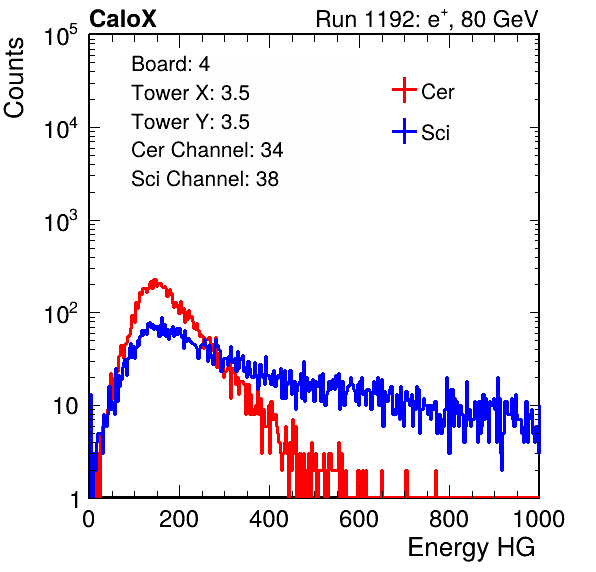 CaloX Run 1192: e⁺, 80 GeV
Counts
10⁵
10⁴
10³
10²
10
1
Board: 4
Tower X: 3.5
Tower Y: 3.5
Cer Channel: 34
Sci Channel: 38
Cer
Sci
0 200 400 600 800 1000
Energy HG